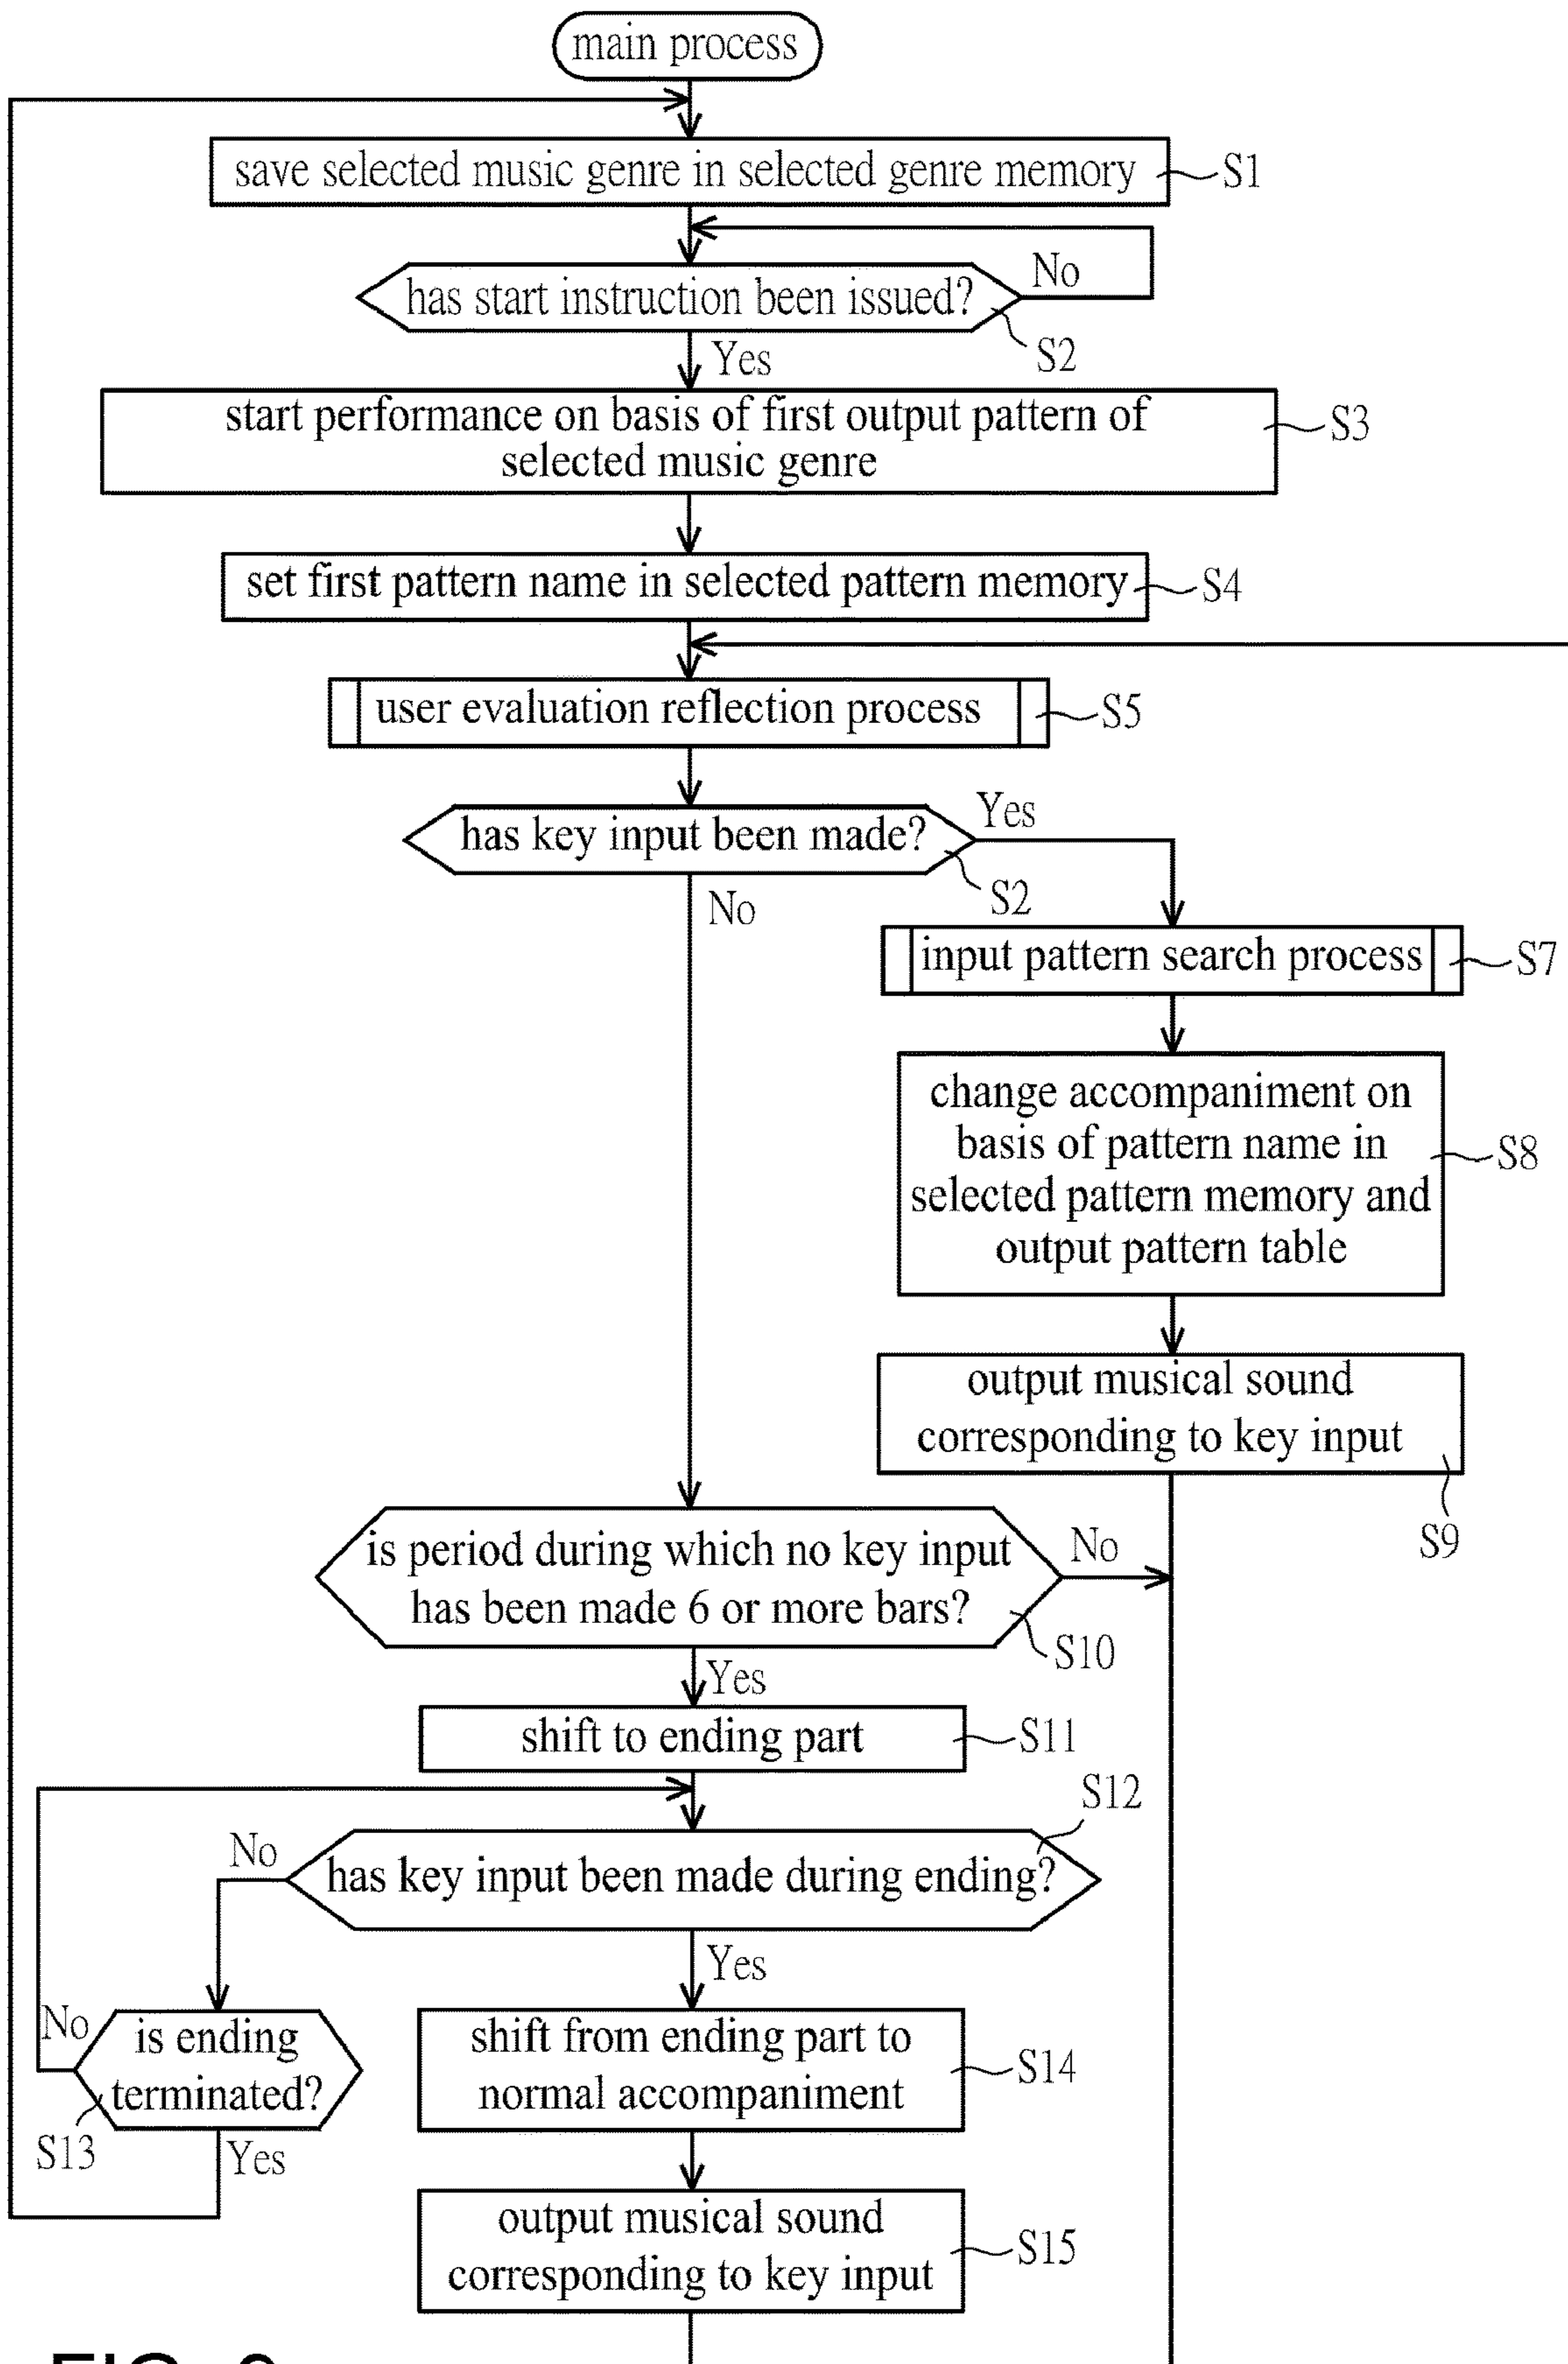 main process
save selected music genre in selected genre memory
S1
has start instruction been issued?
No
S2
Yes
start performance on basis of first output pattern of
selected music genre
S3
set first pattern name in selected pattern memory
S4
user evaluation reflection process
S5
has key input been made?
Yes
S2
No
input pattern search process
S7
change accompaniment on
basis of pattern name in
selected pattern memory and
output pattern table
S8
output musical sound
corresponding to key input
S9
is period during which no key input
has been made 6 or more bars?
No
S10
Yes
shift to ending part
S11
S12
has key input been made during ending?
No
Yes
No
is ending
terminated?
S13
Yes
shift from ending part to
normal accompaniment
S14
output musical sound
corresponding to key input
S15